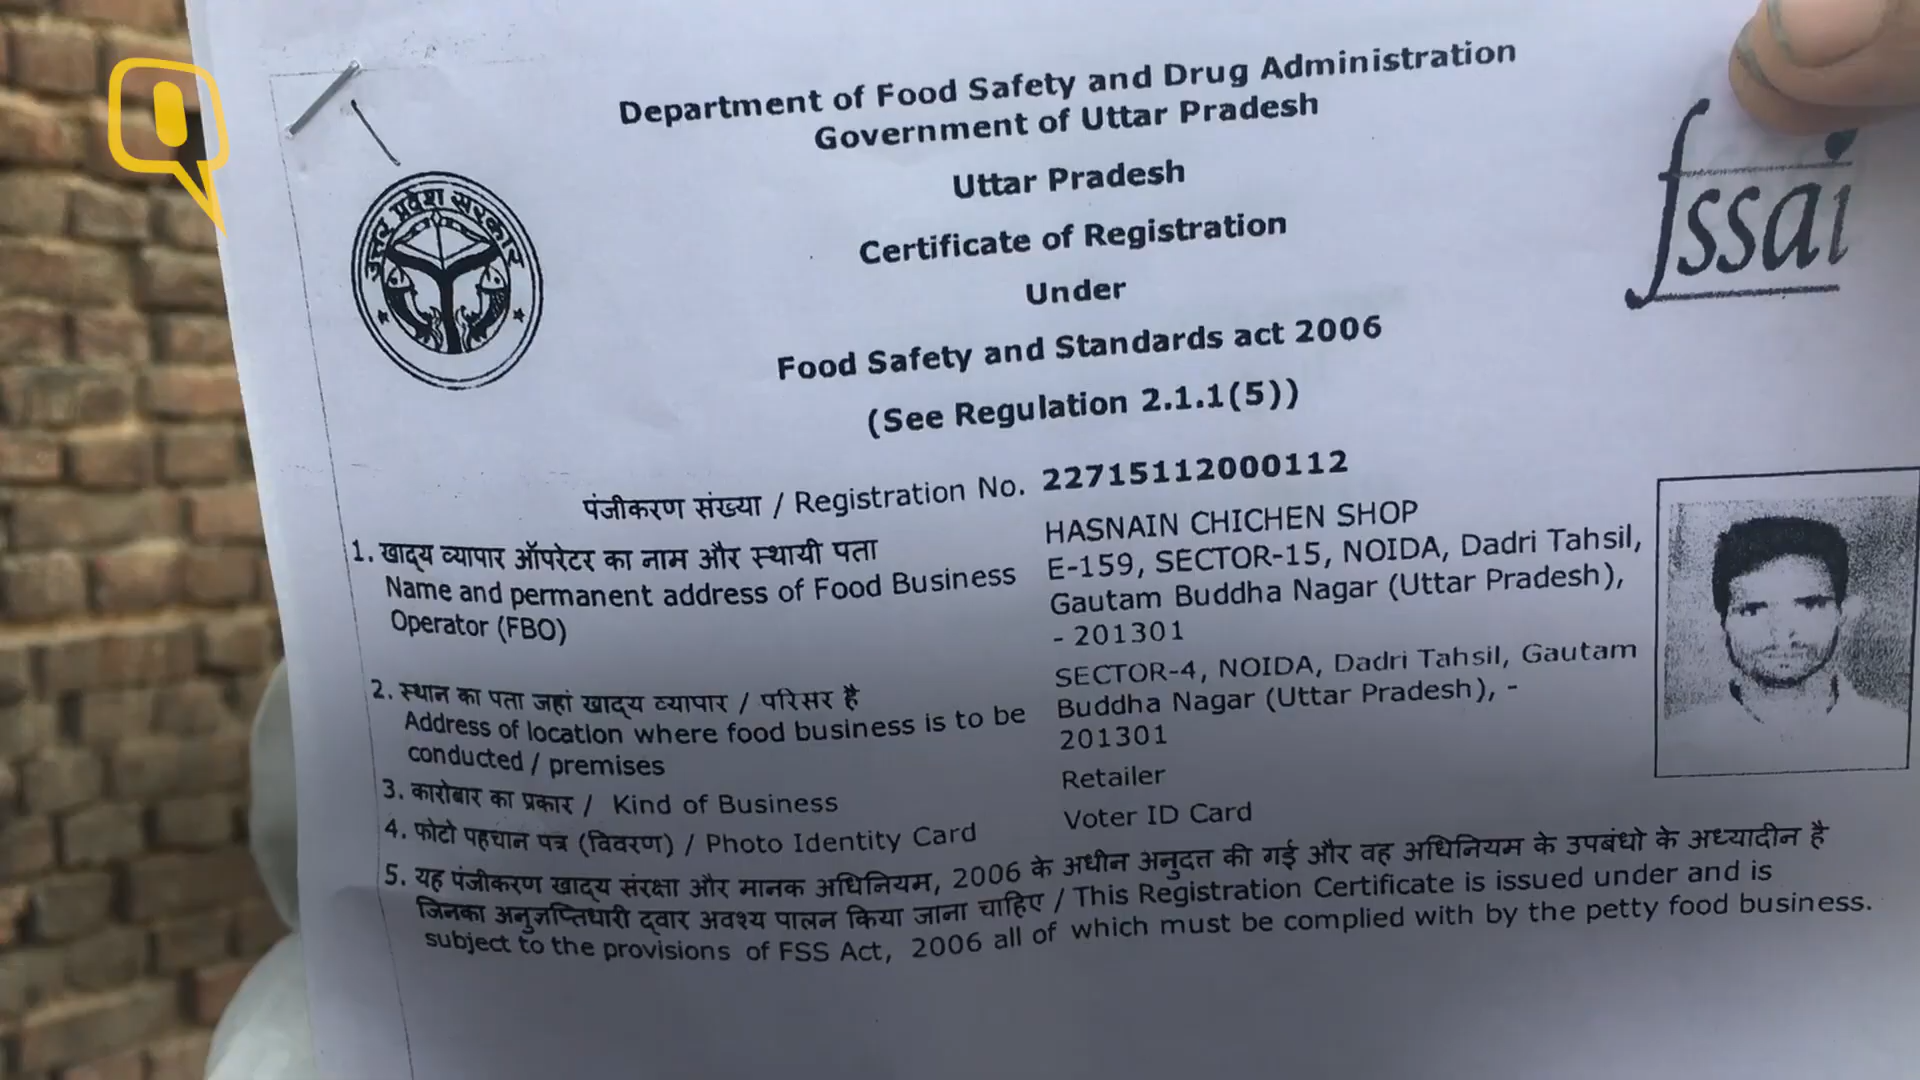 Department of Food Safety and Drug Administration
Government of Uttar Pradesh
Uttar Pradesh
Certificate of Registration
Under
Food Safety and Standards act 2006
(See Regulation 2.1.1(5))
उत्तर प्रदेश सरकार
fssai
पंजीकरण संख्या / Registration No. 22715112000112
1. खाद्य व्यापार ऑपरेटर का नाम और स्थायी पता
Name and permanent address of Food Business
Operator (FBO)
HASNAIN CHICHEN SHOP
E-159, SECTOR-15, NOIDA, Dadri Tahsil,
Gautam Buddha Nagar (Uttar Pradesh),
- 201301
2. स्थान का पता जहां खाद्य व्यापार / परिसर है
Address of location where food business is to be
conducted / premises
SECTOR-4, NOIDA, Dadri Tahsil, Gautam
Buddha Nagar (Uttar Pradesh), -
201301
3. कारोबार का प्रकार / Kind of Business
Retailer
4. फोटो पहचान पत्र (विवरण) / Photo Identity Card
Voter ID Card
5. यह पंजीकरण खाद्य संरक्षा और मानक अधिनियम, 2006 के अधीन अनुदत्त की गई और वह अधिनियम के उपबंधो के अध्यादीन है
जिनका अनुज्ञप्तिधारी द्वार अवश्य पालन किया जाना चाहिए / This Registration Certificate is issued under and is
subject to the provisions of FSS Act, 2006 all of which must be complied with by the petty food business.